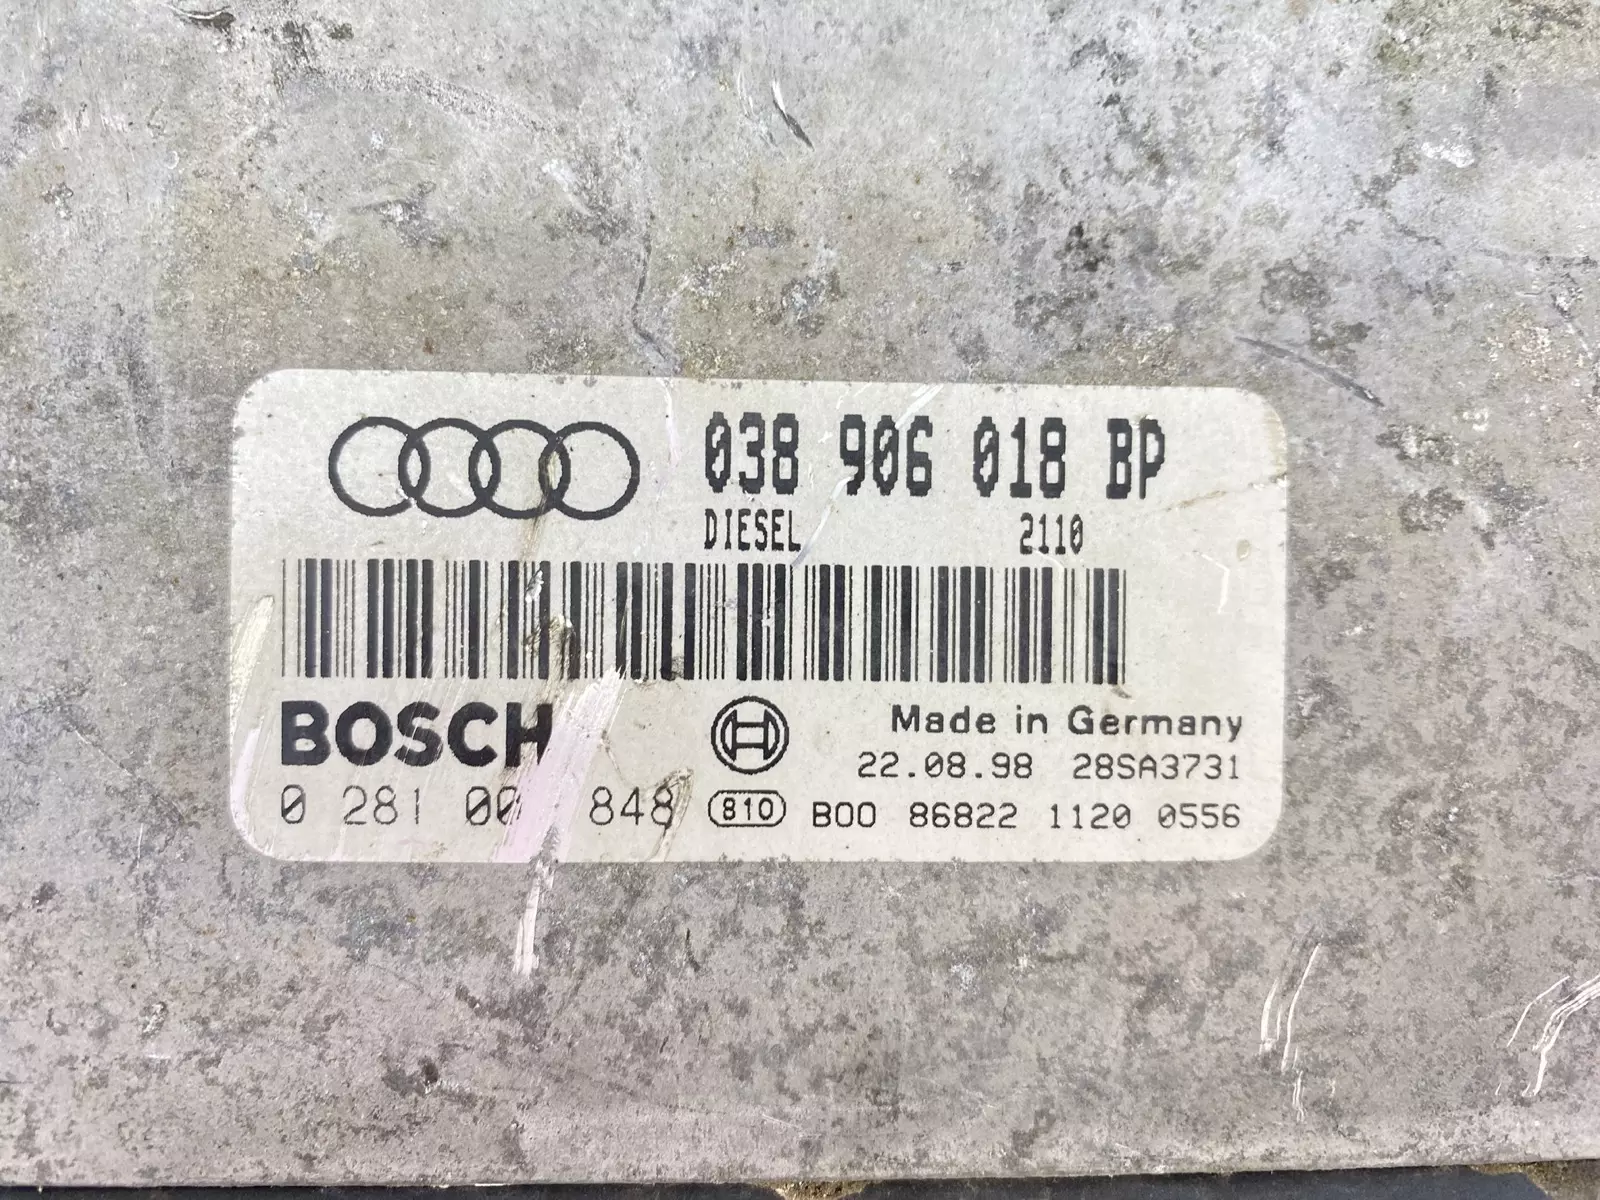 038 906 018 BP
DIESEL 2110
BOSCH
Made in Germany
22.08.98 28SA3731
0 281 848
810 B00 86822 1120 0556